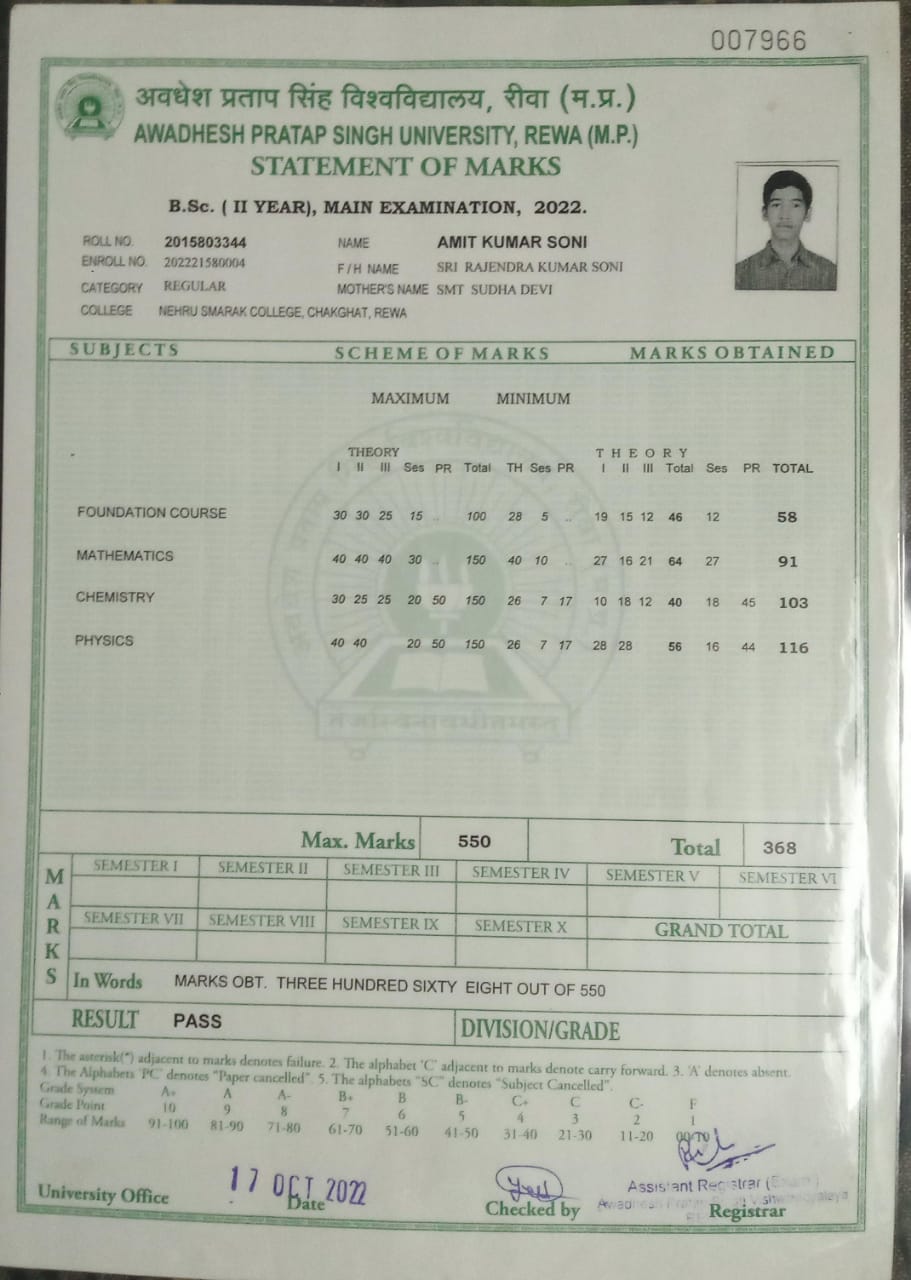 007966
अवधेश प्रताप सिंह विश्वविद्यालय, रीवा (म.प्र.)
AWADHESH PRATAP SINGH UNIVERSITY, REWA (M.P.)
STATEMENT OF MARKS
B.Sc. ( II YEAR), MAIN EXAMINATION, 2022.
ROLL NO. 2015803344 NAME AMIT KUMAR SONI
ENROLL NO. 202221580004 F/H NAME SRI RAJENDRA KUMAR SONI
CATEGORY REGULAR MOTHER'S NAME SMT SUDHA DEVI
COLLEGE NEHRU SMARAK COLLEGE, CHAKGHAT, REWA
SUBJECTS SCHEME OF MARKS MARKS OBTAINED
MAXIMUM MINIMUM
THEORY THEORY
I II III Ses PR Total TH Ses PR I II III Total Ses PR TOTAL
FOUNDATION COURSE 30 30 25 15 .. 100 28 5 .. 19 15 12 46 12 58
MATHEMATICS 40 40 40 30 .. 150 40 10 .. 27 16 21 64 27 91
CHEMISTRY 30 25 25 20 50 150 26 7 17 10 18 12 40 18 45 103
PHYSICS 40 40 20 50 150 26 7 17 28 28 56 16 44 116
Max. Marks 550 Total 368
MARKS
SEMESTER I SEMESTER II SEMESTER III SEMESTER IV SEMESTER V SEMESTER VI
SEMESTER VII SEMESTER VIII SEMESTER IX SEMESTER X GRAND TOTAL
In Words MARKS OBT. THREE HUNDRED SIXTY EIGHT OUT OF 550
RESULT PASS DIVISION/GRADE
1. The asterisk(*) adjacent to marks denotes failure. 2. The alphabet 'C' adjacent to marks denote carry forward. 3. 'A' denotes absent.
4. The Alphabets 'PC' denotes "Paper cancelled". 5. The alphabets "SC" denotes "Subject Cancelled".
Grade System A+ A A- B+ B B- C+ C C- F
Grade Point 10 9 8 7 6 5 4 3 2 1
Range of Marks 91-100 81-90 71-80 61-70 51-60 41-50 31-40 21-30 11-20
17 OCT 2022
Assistant Registrar (Exam)
University Office Date Checked by Registrar